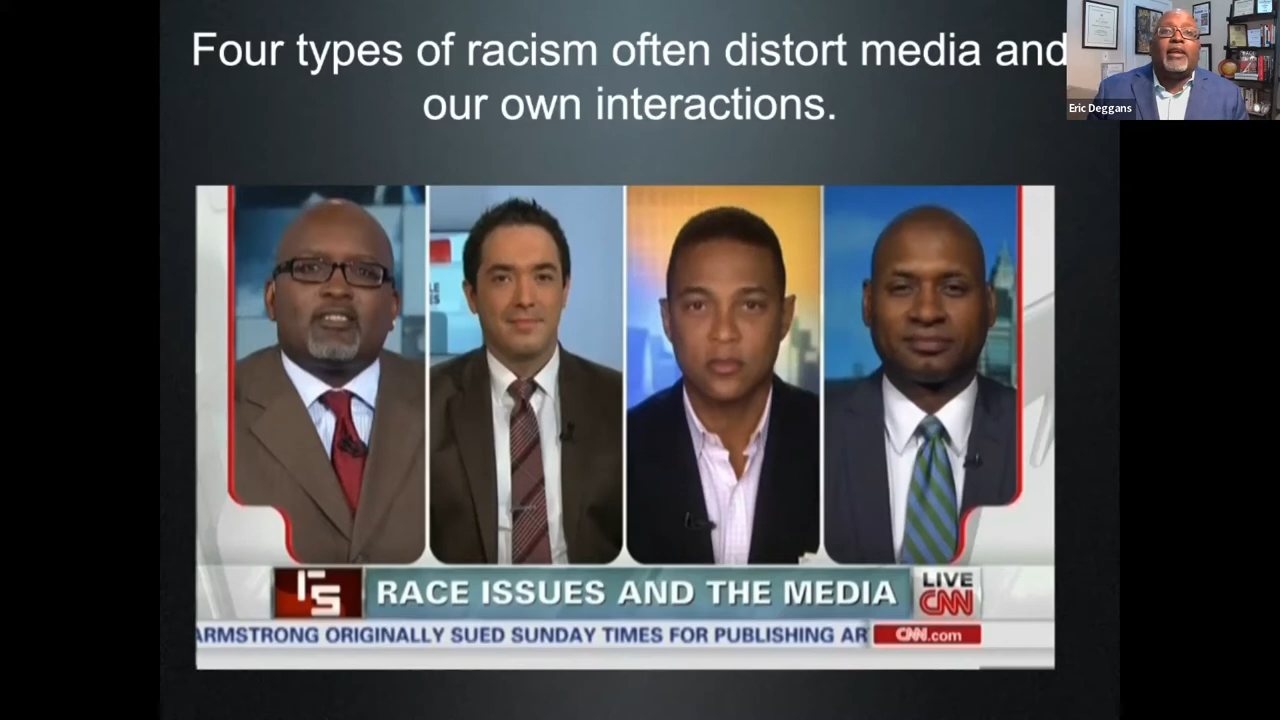 Four types of racism often distort media and
our own interactions.
Eric Deggans
RS
RACE ISSUES AND THE MEDIA
LIVE
CNN
ARMSTRONG ORIGINALLY SUED SUNDAY TIMES FOR PUBLISHING AR
CNN.com